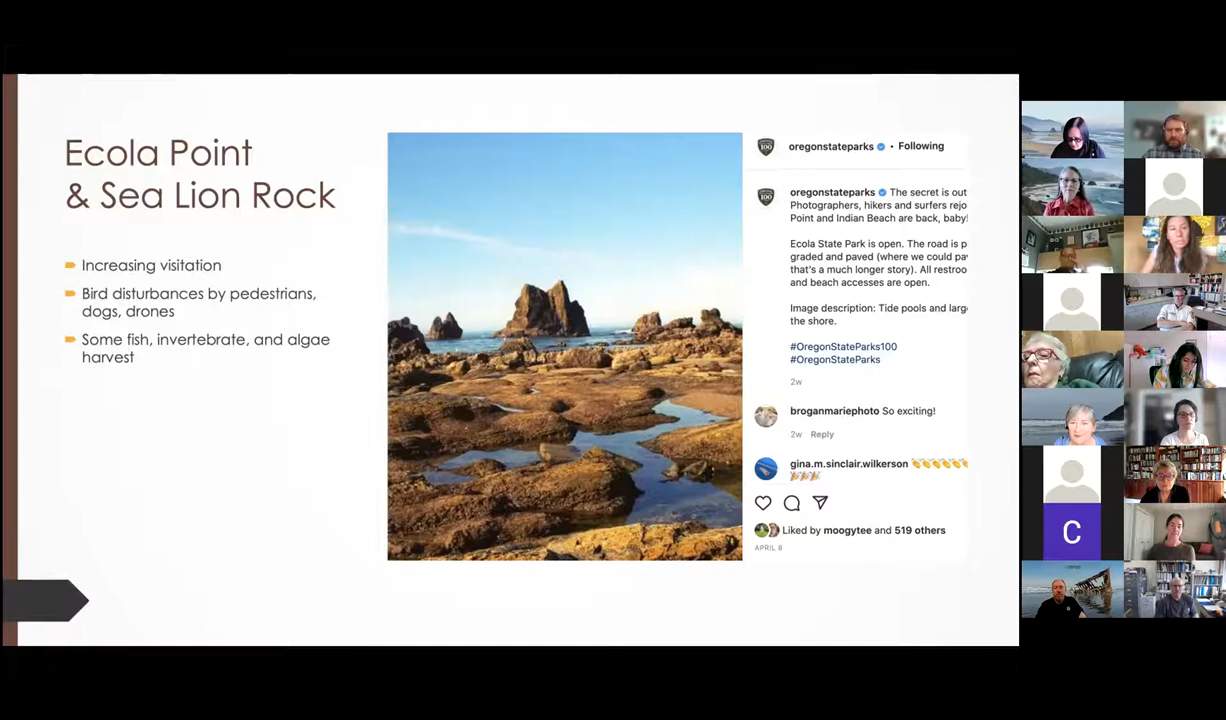 Ecola Point
& Sea Lion Rock
Increasing visitation
Bird disturbances by pedestrians,
dogs, drones
Some fish, invertebrate, and algae
harvest
oregonstateparks • Following
oregonstateparks The secret is out
Photographers, hikers and surfers rejo
Point and Indian Beach are back, baby!
Ecola State Park is open. The road is p
graded and paved (where we could pav
that's a much longer story). All restroo
and beach accesses are open.
Image description: Tide pools and large
the shore.
#OregonStateParks100
#OregonStateParks
2w
broganmariephoto So exciting!
2w Reply
gina.m.sinclair.wilkerson 👏👏👏👏👏
🎉🎉🎉
Liked by moogytee and 519 others
APRIL 8
C